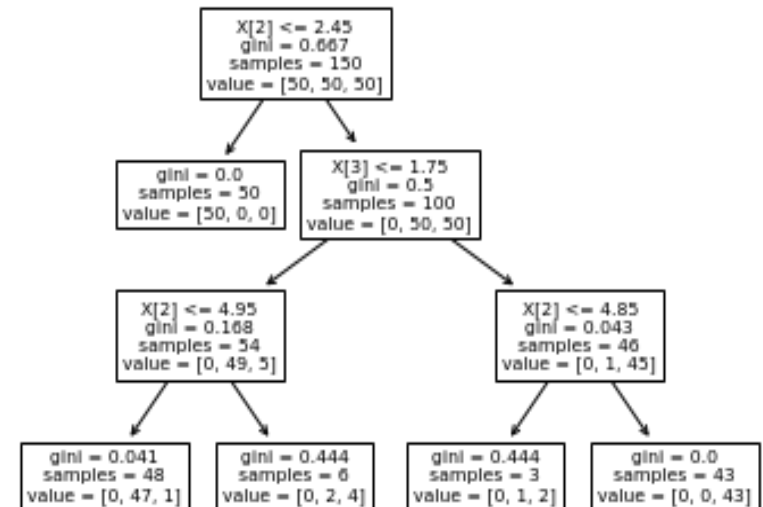 X[2] <= 2.45
gini = 0.667
samples = 150
value = [50, 50, 50]
gini = 0.0
samples = 50
value = [50, 0, 0]
X[3] <= 1.75
gini = 0.5
samples = 100
value = [0, 50, 50]
X[2] <= 4.95
gini = 0.168
samples = 54
value = [0, 49, 5]
X[2] <= 4.85
gini = 0.043
samples = 46
value = [0, 1, 45]
gini = 0.041
samples = 48
value = [0, 47, 1]
gini = 0.444
samples = 6
value = [0, 2, 4]
gini = 0.444
samples = 3
value = [0, 1, 2]
gini = 0.0
samples = 43
value = [0, 0, 43]